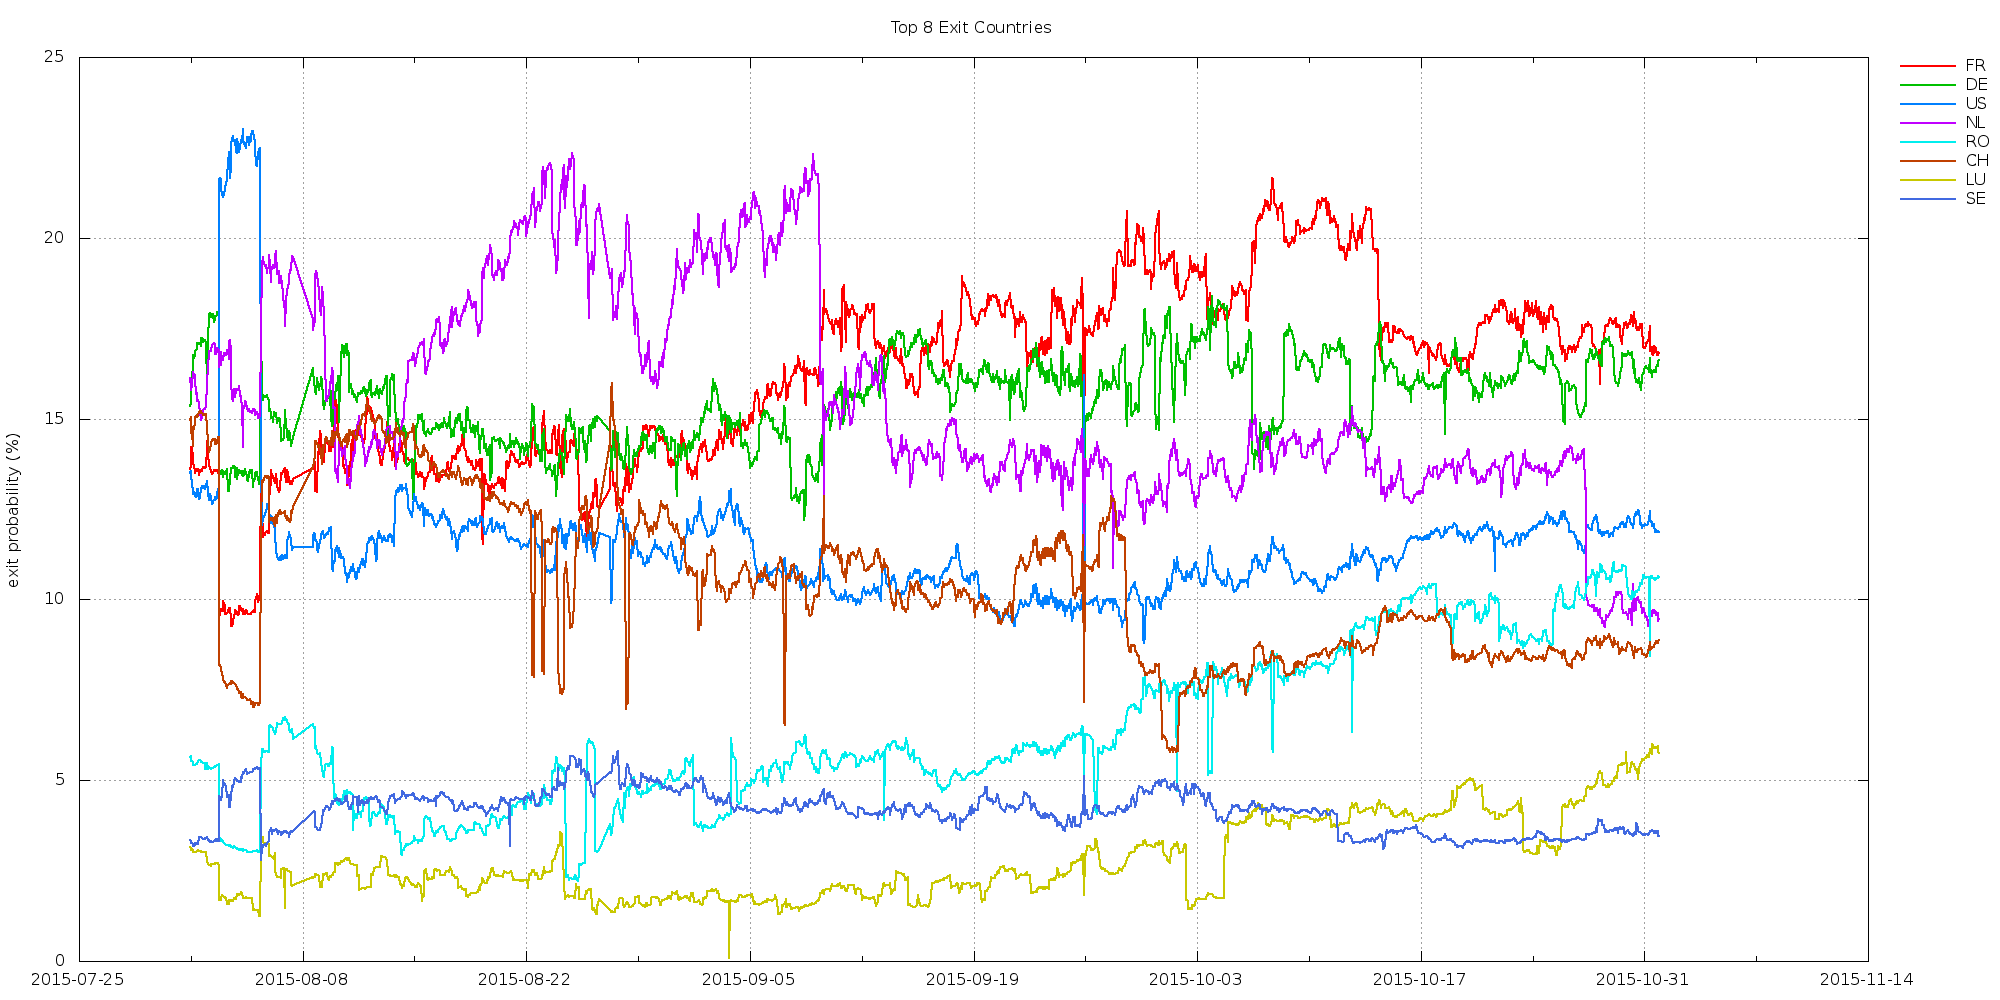 Top 8 Exit Countries
exit probability (%)
25
20
15
10
5
0
2015-07-25
2015-08-08
2015-08-22
2015-09-05
2015-09-19
2015-10-03
2015-10-17
2015-10-31
2015-11-14
FR
DE
US
NL
RO
CH
LU
SE